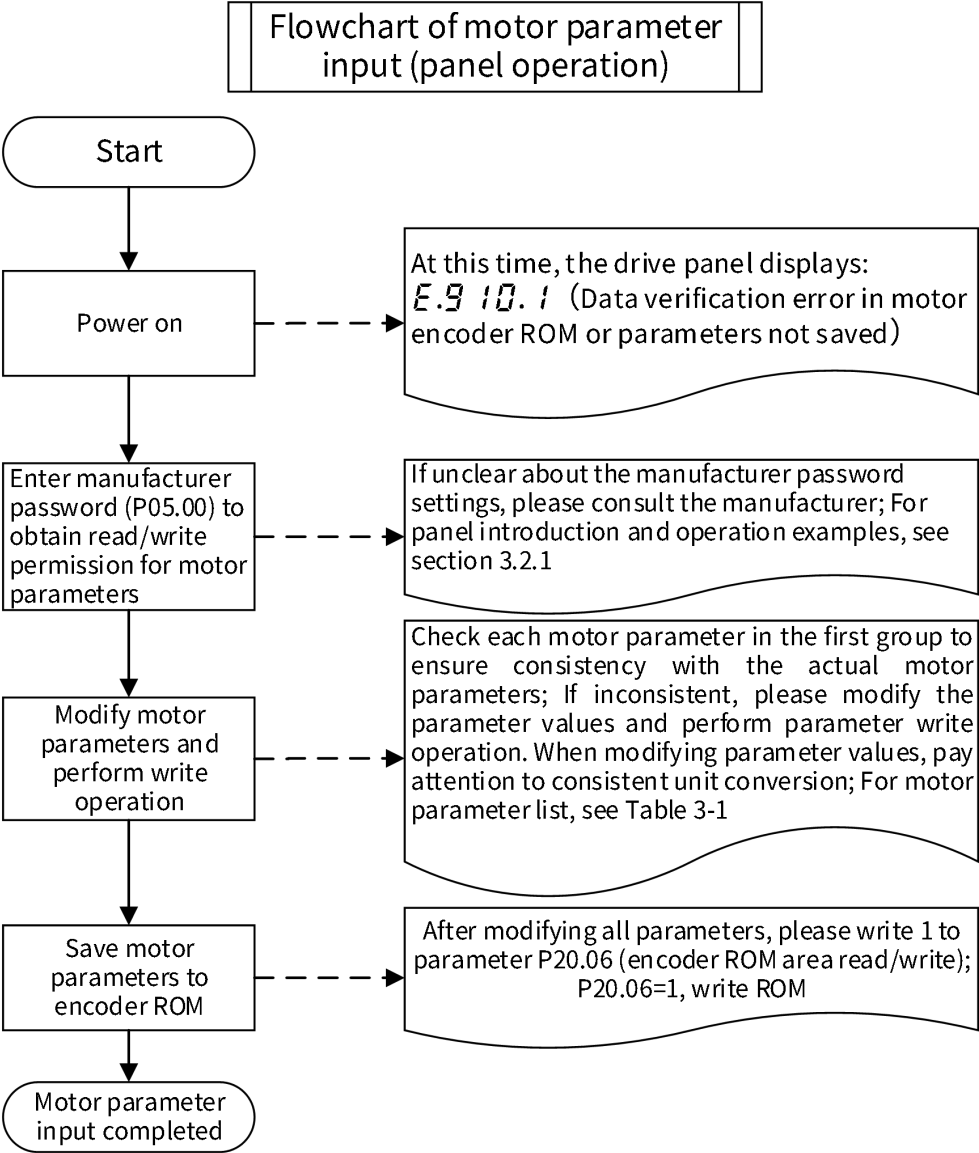 Flowchart of motor parameter
input (panel operation)
Start
Power on
At this time, the drive panel displays:
E.910.1（Data verification error in motor
encoder ROM or parameters not saved）
Enter manufacturer
password (P05.00) to
obtain read/write
permission for motor
parameters
If unclear about the manufacturer password
settings, please consult the manufacturer; For
panel introduction and operation examples, see
section 3.2.1
Modify motor
parameters and
perform write
operation
Check each motor parameter in the first group to
ensure consistency with the actual motor
parameters; If inconsistent, please modify the
parameter values and perform parameter write
operation. When modifying parameter values, pay
attention to consistent unit conversion; For motor
parameter list, see Table 3-1
Save motor
parameters to
encoder ROM
After modifying all parameters, please write 1 to
parameter P20.06 (encoder ROM area read/write);
P20.06=1, write ROM
Motor parameter
input completed